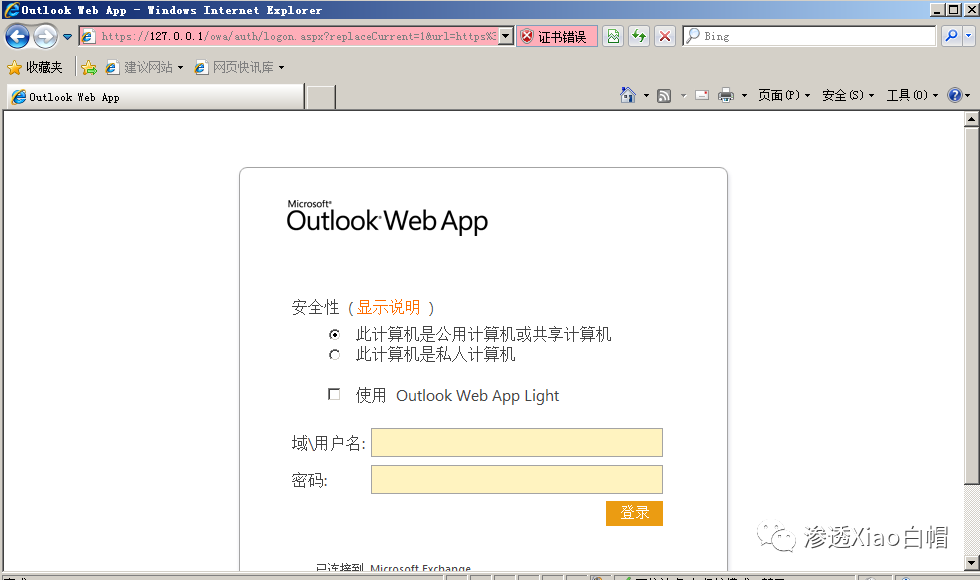 Outlook Web App - Windows Internet Explorer
https://127.0.0.1/owa/auth/logon.aspx?replaceCurrent=1&url=https% 证书错误 Bing
收藏夹 建议网站 网页快讯库
Outlook Web App 页面(P) 安全(S) 工具(O)
Microsoft®
Outlook Web App
安全性 ( 显示说明 )
此计算机是公用计算机或共享计算机
此计算机是私人计算机
使用 Outlook Web App Light
域\用户名:
密码:
登录
渗透Xiao白帽
已连接到 Microsoft Exchange